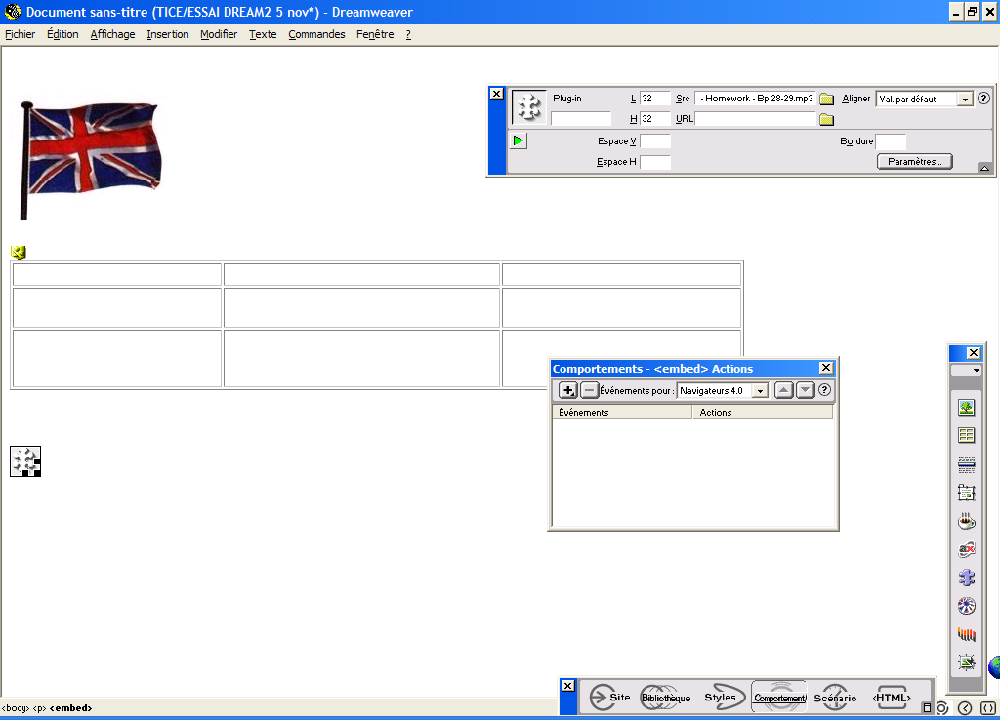 Document sans-titre (TICE/ESSAI DREAM2 5 nov*) - Dreamweaver
Fichier Édition Affichage Insertion Modifier Texte Commandes Fenêtre ?
Plug-in L 32 Src - Homework - Bp 28-29.mp3 Aligner Val. par défaut ?
H 32 URL
Espace V Bordure
Espace H Paramètres...
Comportements - <embed> Actions
Événements pour : Navigateurs 4.0 ?
Événements Actions
Site Bibliothèque Styles Comportement Scénario <HTML>
<body> <p> <embed>